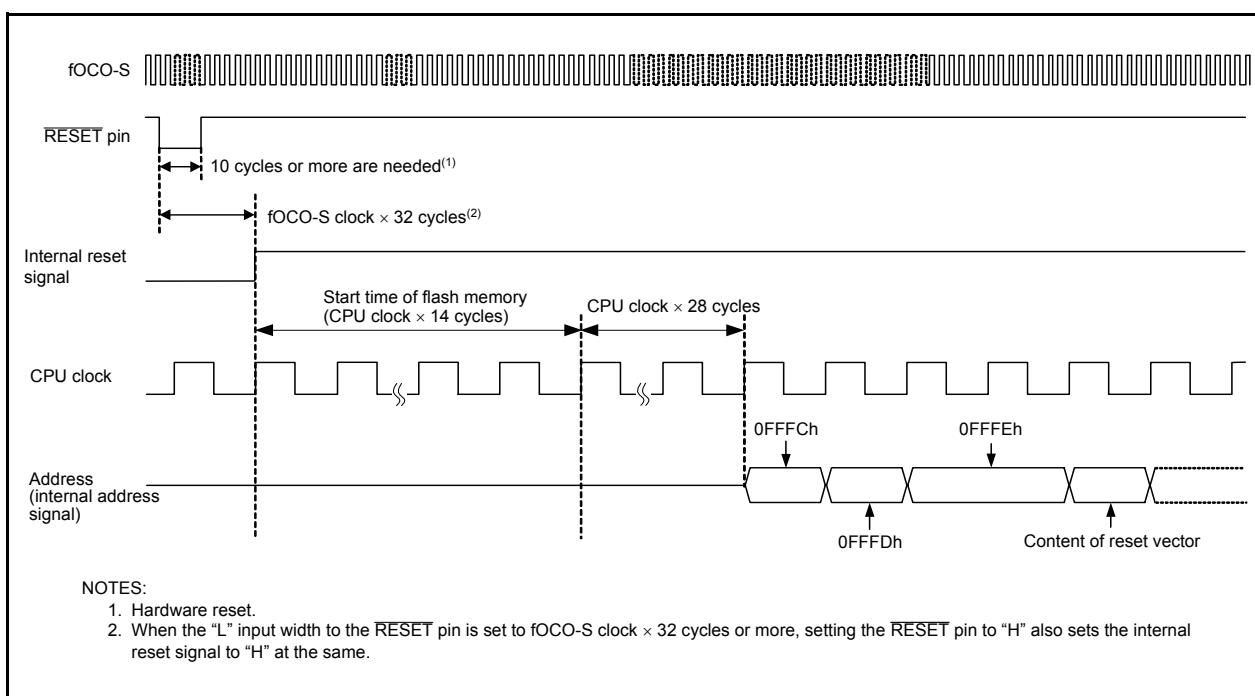 fOCO-S
RESET pin
10 cycles or more are needed(1)
fOCO-S clock × 32 cycles(2)
Internal reset
signal
Start time of flash memory
(CPU clock × 14 cycles)
CPU clock × 28 cycles
CPU clock
0FFFCh
0FFFEh
Address
(internal address
signal)
0FFFDh
Content of reset vector
NOTES:
1. Hardware reset.
2. When the “L” input width to the RESET pin is set to fOCO-S clock × 32 cycles or more, setting the RESET pin to “H” also sets the internal
reset signal to “H” at the same.